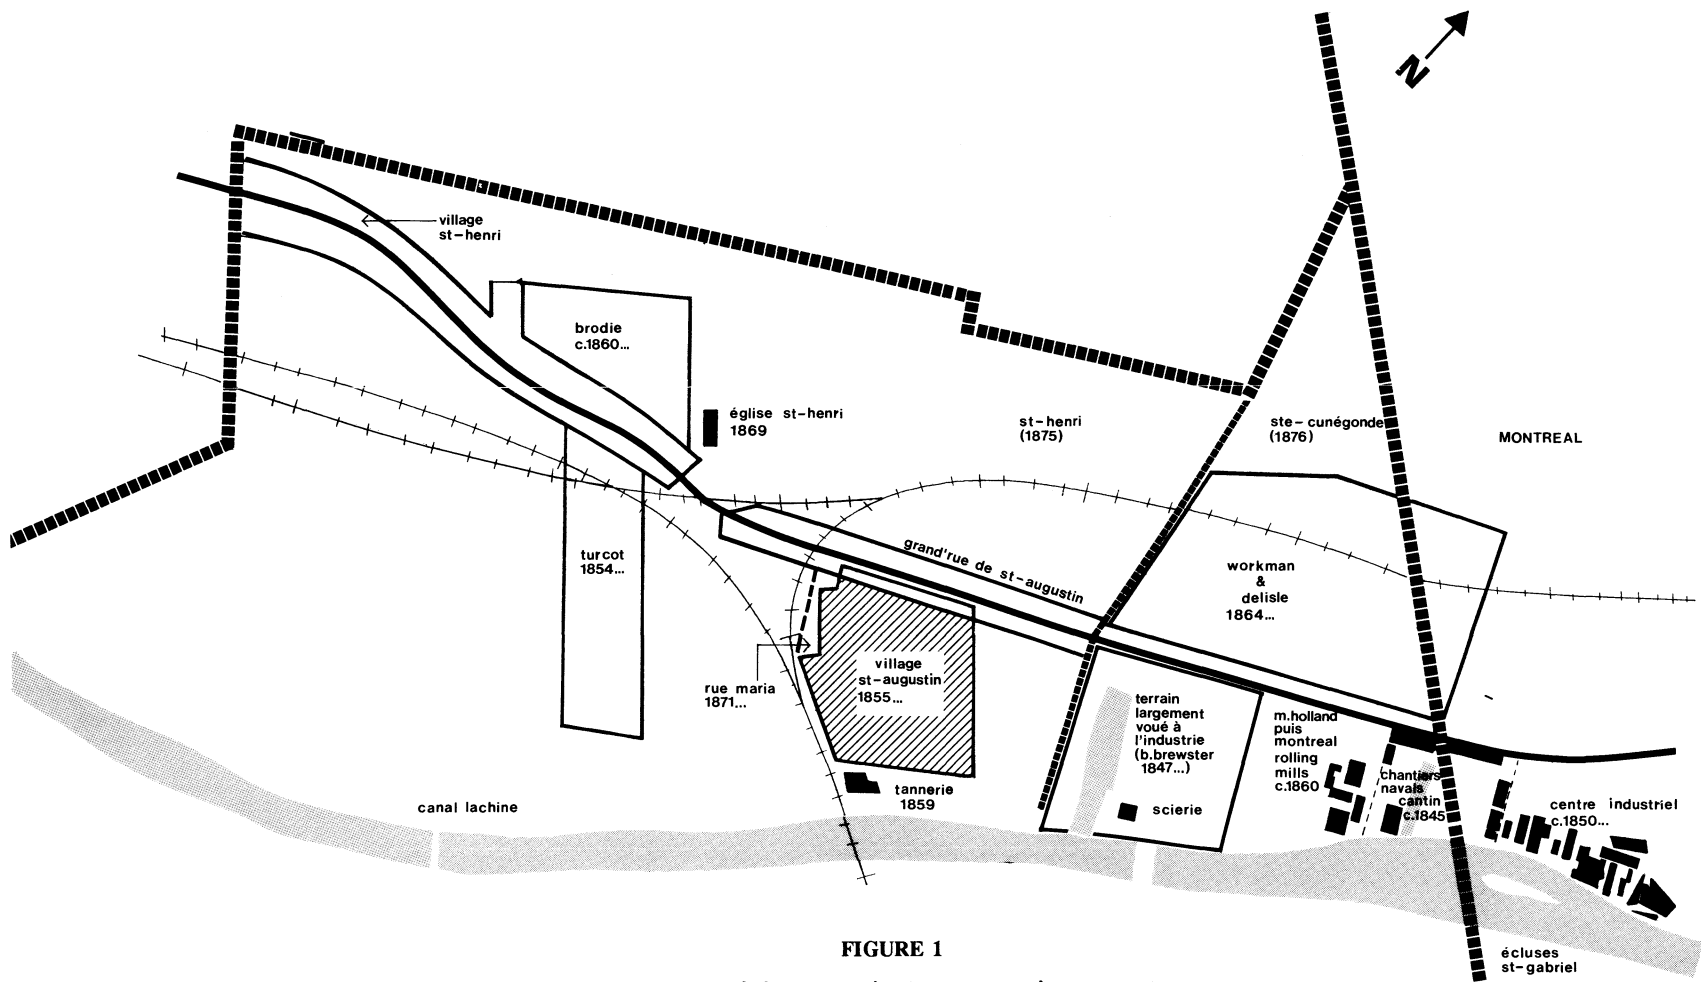 N
village
st-henri
brodie
c.1860...
église st-henri
1869
st-henri
(1875)
ste-cunégonde
(1876)
MONTREAL
turcot
1854...
grand'rue de st-augustin
workman
&
delisle
1864...
village
st-augustin
1855...
rue maria
1871...
terrain
largement
voué à
l'industrie
(b.brewster
1847...)
m.holland
puis
montreal
rolling
mills
c.1860
chantiers
navals
cantin
c.1845
tannerie
1859
scierie
centre industriel
c.1850...
canal lachine
écluses
st-gabriel
FIGURE 1